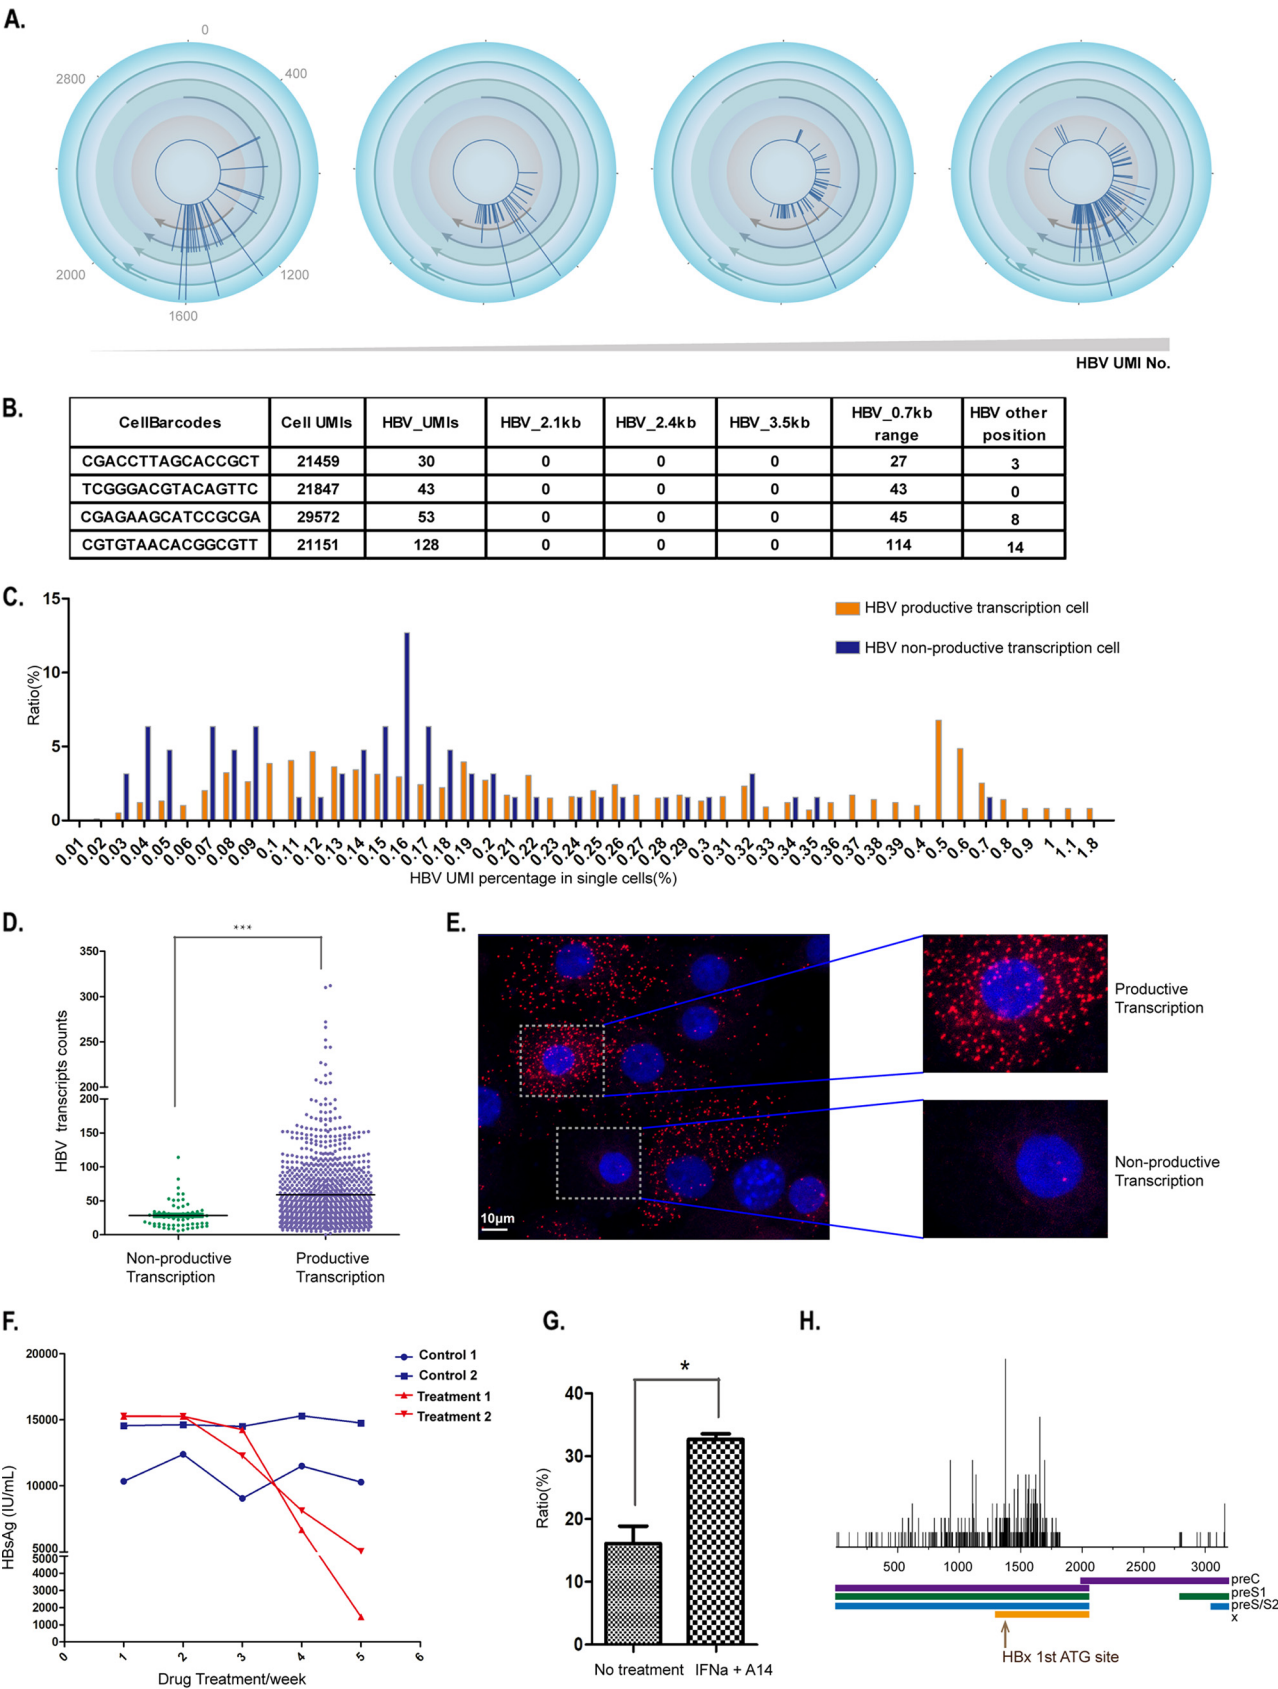 A.
0
400
2800
2000
1200
1600
HBV UMI No.
B.
CellBarcodes Cell UMIs HBV_UMIs HBV_2.1kb HBV_2.4kb HBV_3.5kb HBV_0.7kb range HBV other position
CGACCTTAGCACCGCT 21459 30 0 0 0 27 3
TCGGGACGTACAGTTC 21847 43 0 0 0 43 0
CGAGAAGCATCCGCGA 29572 53 0 0 0 45 8
CGTGTAACACGGCGTT 21151 128 0 0 0 114 14
C.
15
10
5
0
Ratio(%)
HBV productive transcription cell
HBV non-productive transcription cell
0.01 0.02 0.03 0.04 0.05 0.06 0.07 0.08 0.09 0.1 0.11 0.12 0.13 0.14 0.15 0.16 0.17 0.18 0.19 0.2 0.21 0.22 0.23 0.24 0.25 0.26 0.27 0.28 0.29 0.3 0.31 0.32 0.33 0.34 0.35 0.36 0.37 0.38 0.39 0.4 0.5 0.6 0.7 0.8 0.9 1 1.1 1.8
HBV UMI percentage in single cells(%)
D.
***
350
300
250
200
200
150
100
50
0
HBV transcripts counts
Non-productive Transcription
Productive Transcription
E.
10μm
Productive
Transcription
Non-productive
Transcription
F.
20000
15000
10000
5000
5000
4000
3000
2000
1000
0
HBsAg (IU/mL)
0 1 2 3 4 5 6
Drug Treatment/week
Control 1
Control 2
Treatment 1
Treatment 2
G.
*
40
30
20
10
0
Ratio(%)
No treatment IFNa + A14
H.
500 1000 1500 2000 2500 3000
preC
preS1
preS/S2
x
HBx 1st ATG site